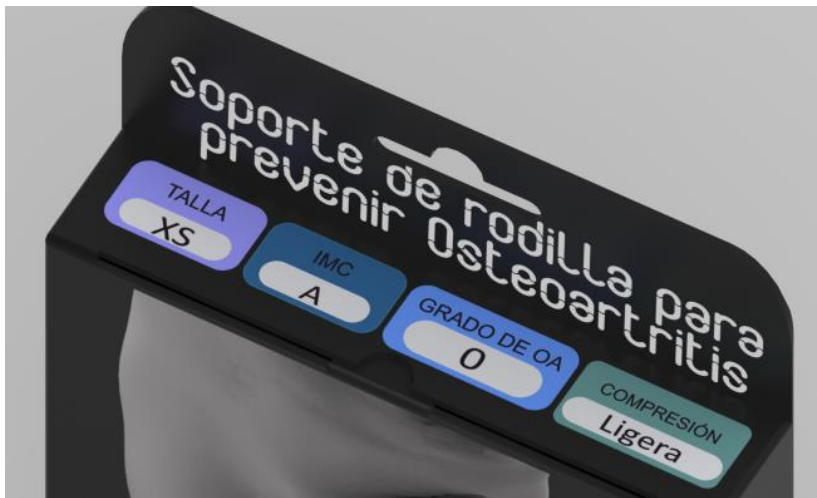 Soporte de rodilla para
prevenir Osteoartritis
TALLA
XS
IMC
A
GRADO DE OA
0
COMPRESIÓN
Ligera